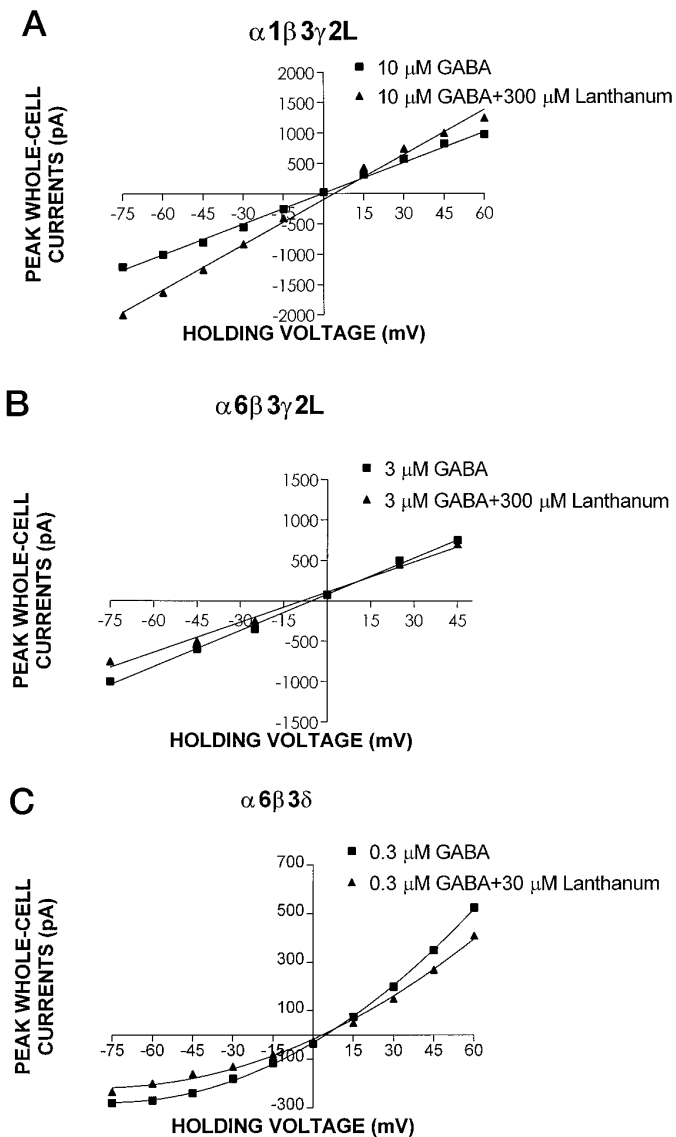 A
α1β3γ2L
■ 10 μM GABA
▲ 10 μM GABA+300 μM Lanthanum
PEAK WHOLE-CELL
CURRENTS (pA)
2000
1500
1000
500
-75 -60 -45 -30 -15 15 30 45 60
-500
-1000
-1500
-2000
HOLDING VOLTAGE (mV)
B
α6β3γ2L
■ 3 μM GABA
▲ 3 μM GABA+300 μM Lanthanum
PEAK WHOLE-CELL
CURRENTS (pA)
1500
1000
500
-75 -60 -45 -30 -15 15 30 45
-500
-1000
-1500
HOLDING VOLTAGE (mV)
C
α6β3δ
■ 0.3 μM GABA
▲ 0.3 μM GABA+30 μM Lanthanum
PEAK WHOLE-CELL
CURRENTS (pA)
700
500
300
100
-75 -60 -45 -30 -15 15 30 45 60
-100
-300
HOLDING VOLTAGE (mV)